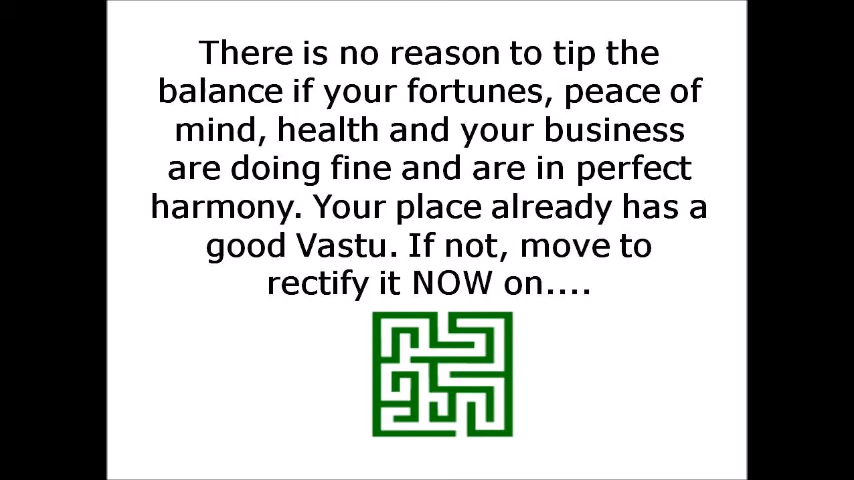 There is no reason to tip the
balance if your fortunes, peace of
mind, health and your business
are doing fine and are in perfect
harmony. Your place already has a
good Vastu. If not, move to
rectify it NOW on....